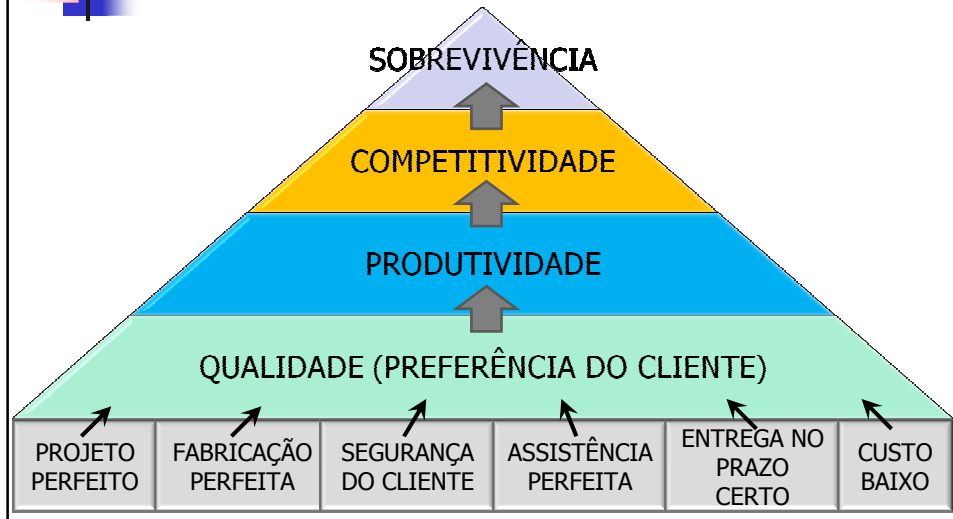 SOBREVIVÊNCIA
COMPETITIVIDADE
PRODUTIVIDADE
QUALIDADE (PREFERÊNCIA DO CLIENTE)
PROJETO
PERFEITO
FABRICAÇÃO
PERFEITA
SEGURANÇA
DO CLIENTE
ASSISTÊNCIA
PERFEITA
ENTREGA NO
PRAZO
CERTO
CUSTO
BAIXO